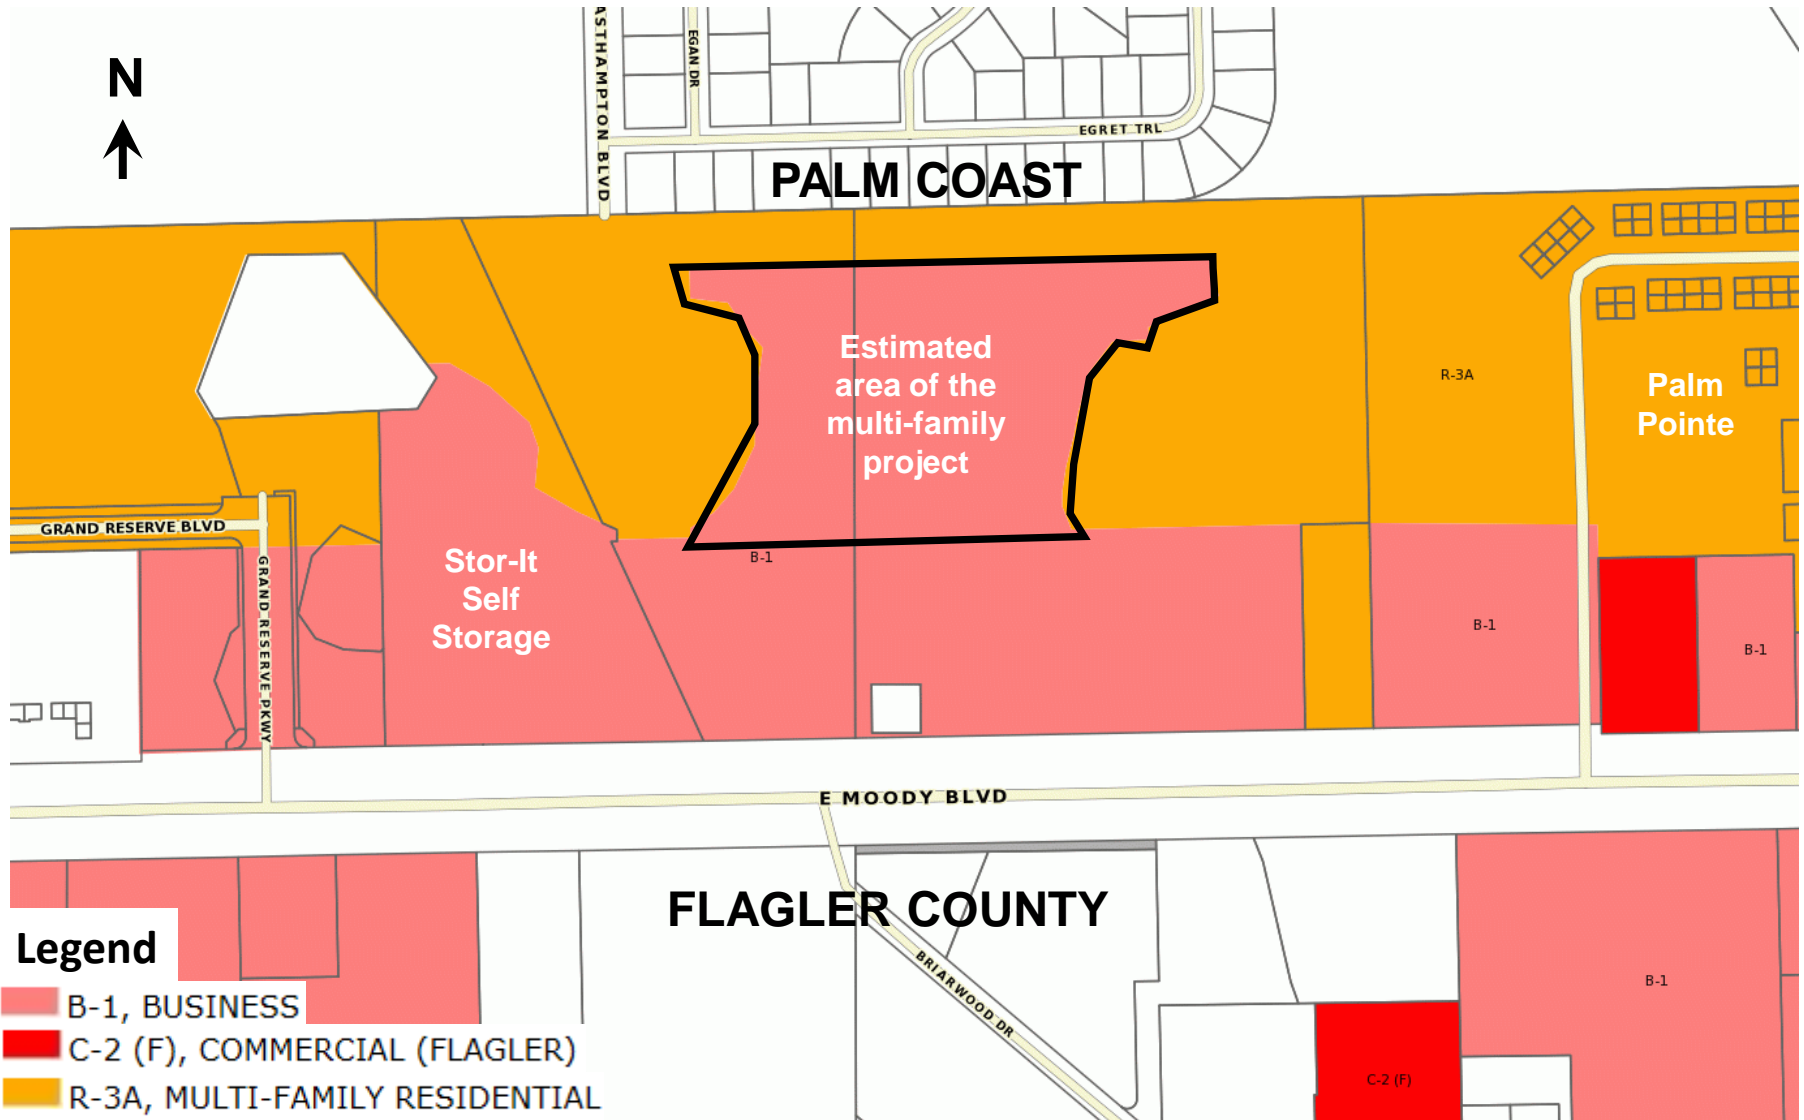 N
ASTHAMPTON BLVD
EGAN DR
EGRET TRL
PALM COAST
Estimated
area of the
multi-family
project
R-3A
Palm
Pointe
GRAND RESERVE BLVD
GRAND RESERVE PKWY
Stor-It
Self
Storage
B-1
B-1
B-1
E MOODY BLVD
FLAGLER COUNTY
BRIARWOOD DR
B-1
C-2 (F)
Legend
B-1, BUSINESS
C-2 (F), COMMERCIAL (FLAGLER)
R-3A, MULTI-FAMILY RESIDENTIAL